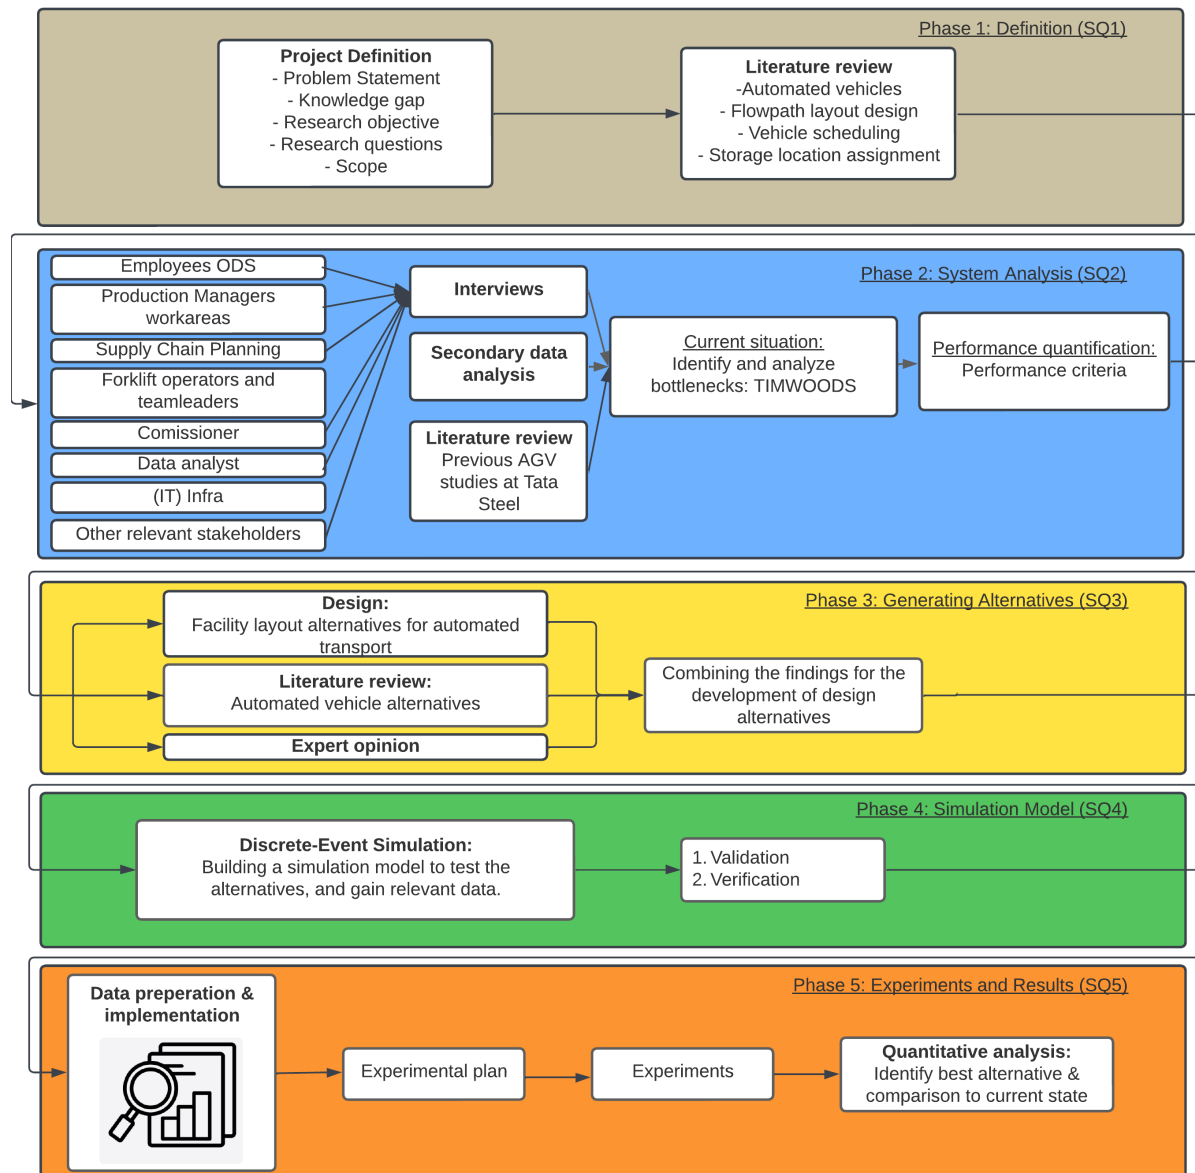 Phase 1: Definition (SQ1)
Project Definition
- Problem Statement
- Knowledge gap
- Research objective
- Research questions
- Scope
Literature review
-Automated vehicles
- Flowpath layout design
- Vehicle scheduling
- Storage location assignment
Phase 2: System Analysis (SQ2)
Employees ODS
Production Managers
workareas
Supply Chain Planning
Forklift operators and
teamleaders
Comissioner
Data analyst
(IT) Infra
Other relevant stakeholders
Interviews
Secondary data
analysis
Literature review
Previous AGV
studies at Tata
Steel
Current situation:
Identify and analyze
bottlenecks: TIMWOODS
Performance quantification:
Performance criteria
Phase 3: Generating Alternatives (SQ3)
Design:
Facility layout alternatives for automated
transport
Literature review:
Automated vehicle alternatives
Expert opinion
Combining the findings for the
development of design
alternatives
Phase 4: Simulation Model (SQ4)
Discrete-Event Simulation:
Building a simulation model to test the
alternatives, and gain relevant data.
1. Validation
2. Verification
Phase 5: Experiments and Results (SQ5)
Data preperation &
implementation
Experimental plan
Experiments
Quantitative analysis:
Identify best alternative &
comparison to current state